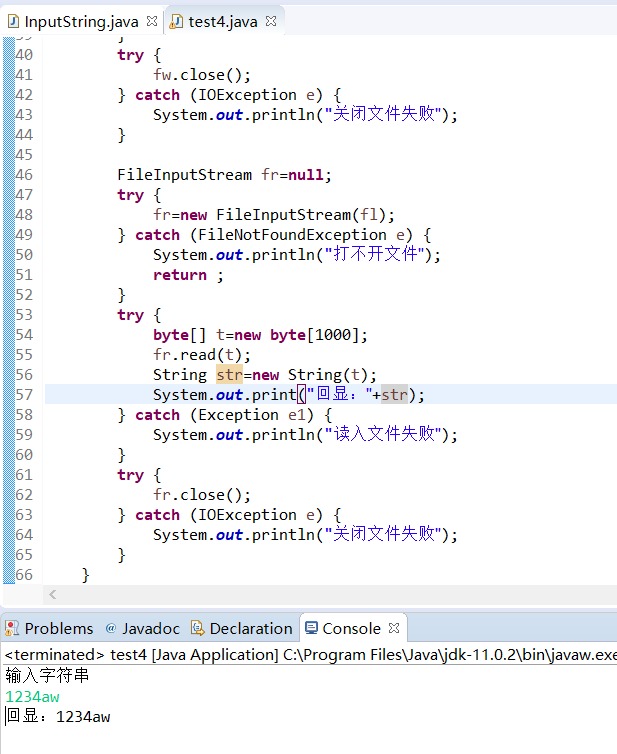 InputString.java test4.java
39 }
40 try {
41 fw.close();
42 } catch (IOException e) {
43 System.out.println("关闭文件失败");
44 }
45
46 FileInputStream fr=null;
47 try {
48 fr=new FileInputStream(fl);
49 } catch (FileNotFoundException e) {
50 System.out.println("打不开文件");
51 return ;
52 }
53 try {
54 byte[] t=new byte[1000];
55 fr.read(t);
56 String str=new String(t);
57 System.out.print("回显："+str);
58 } catch (Exception e1) {
59 System.out.println("读入文件失败");
60 }
61 try {
62 fr.close();
63 } catch (IOException e) {
64 System.out.println("关闭文件失败");
65 }
66 }
Problems @ Javadoc Declaration Console
<terminated> test4 [Java Application] C:\Program Files\Java\jdk-11.0.2\bin\javaw.exe
输入字符串
1234aw
回显：1234aw